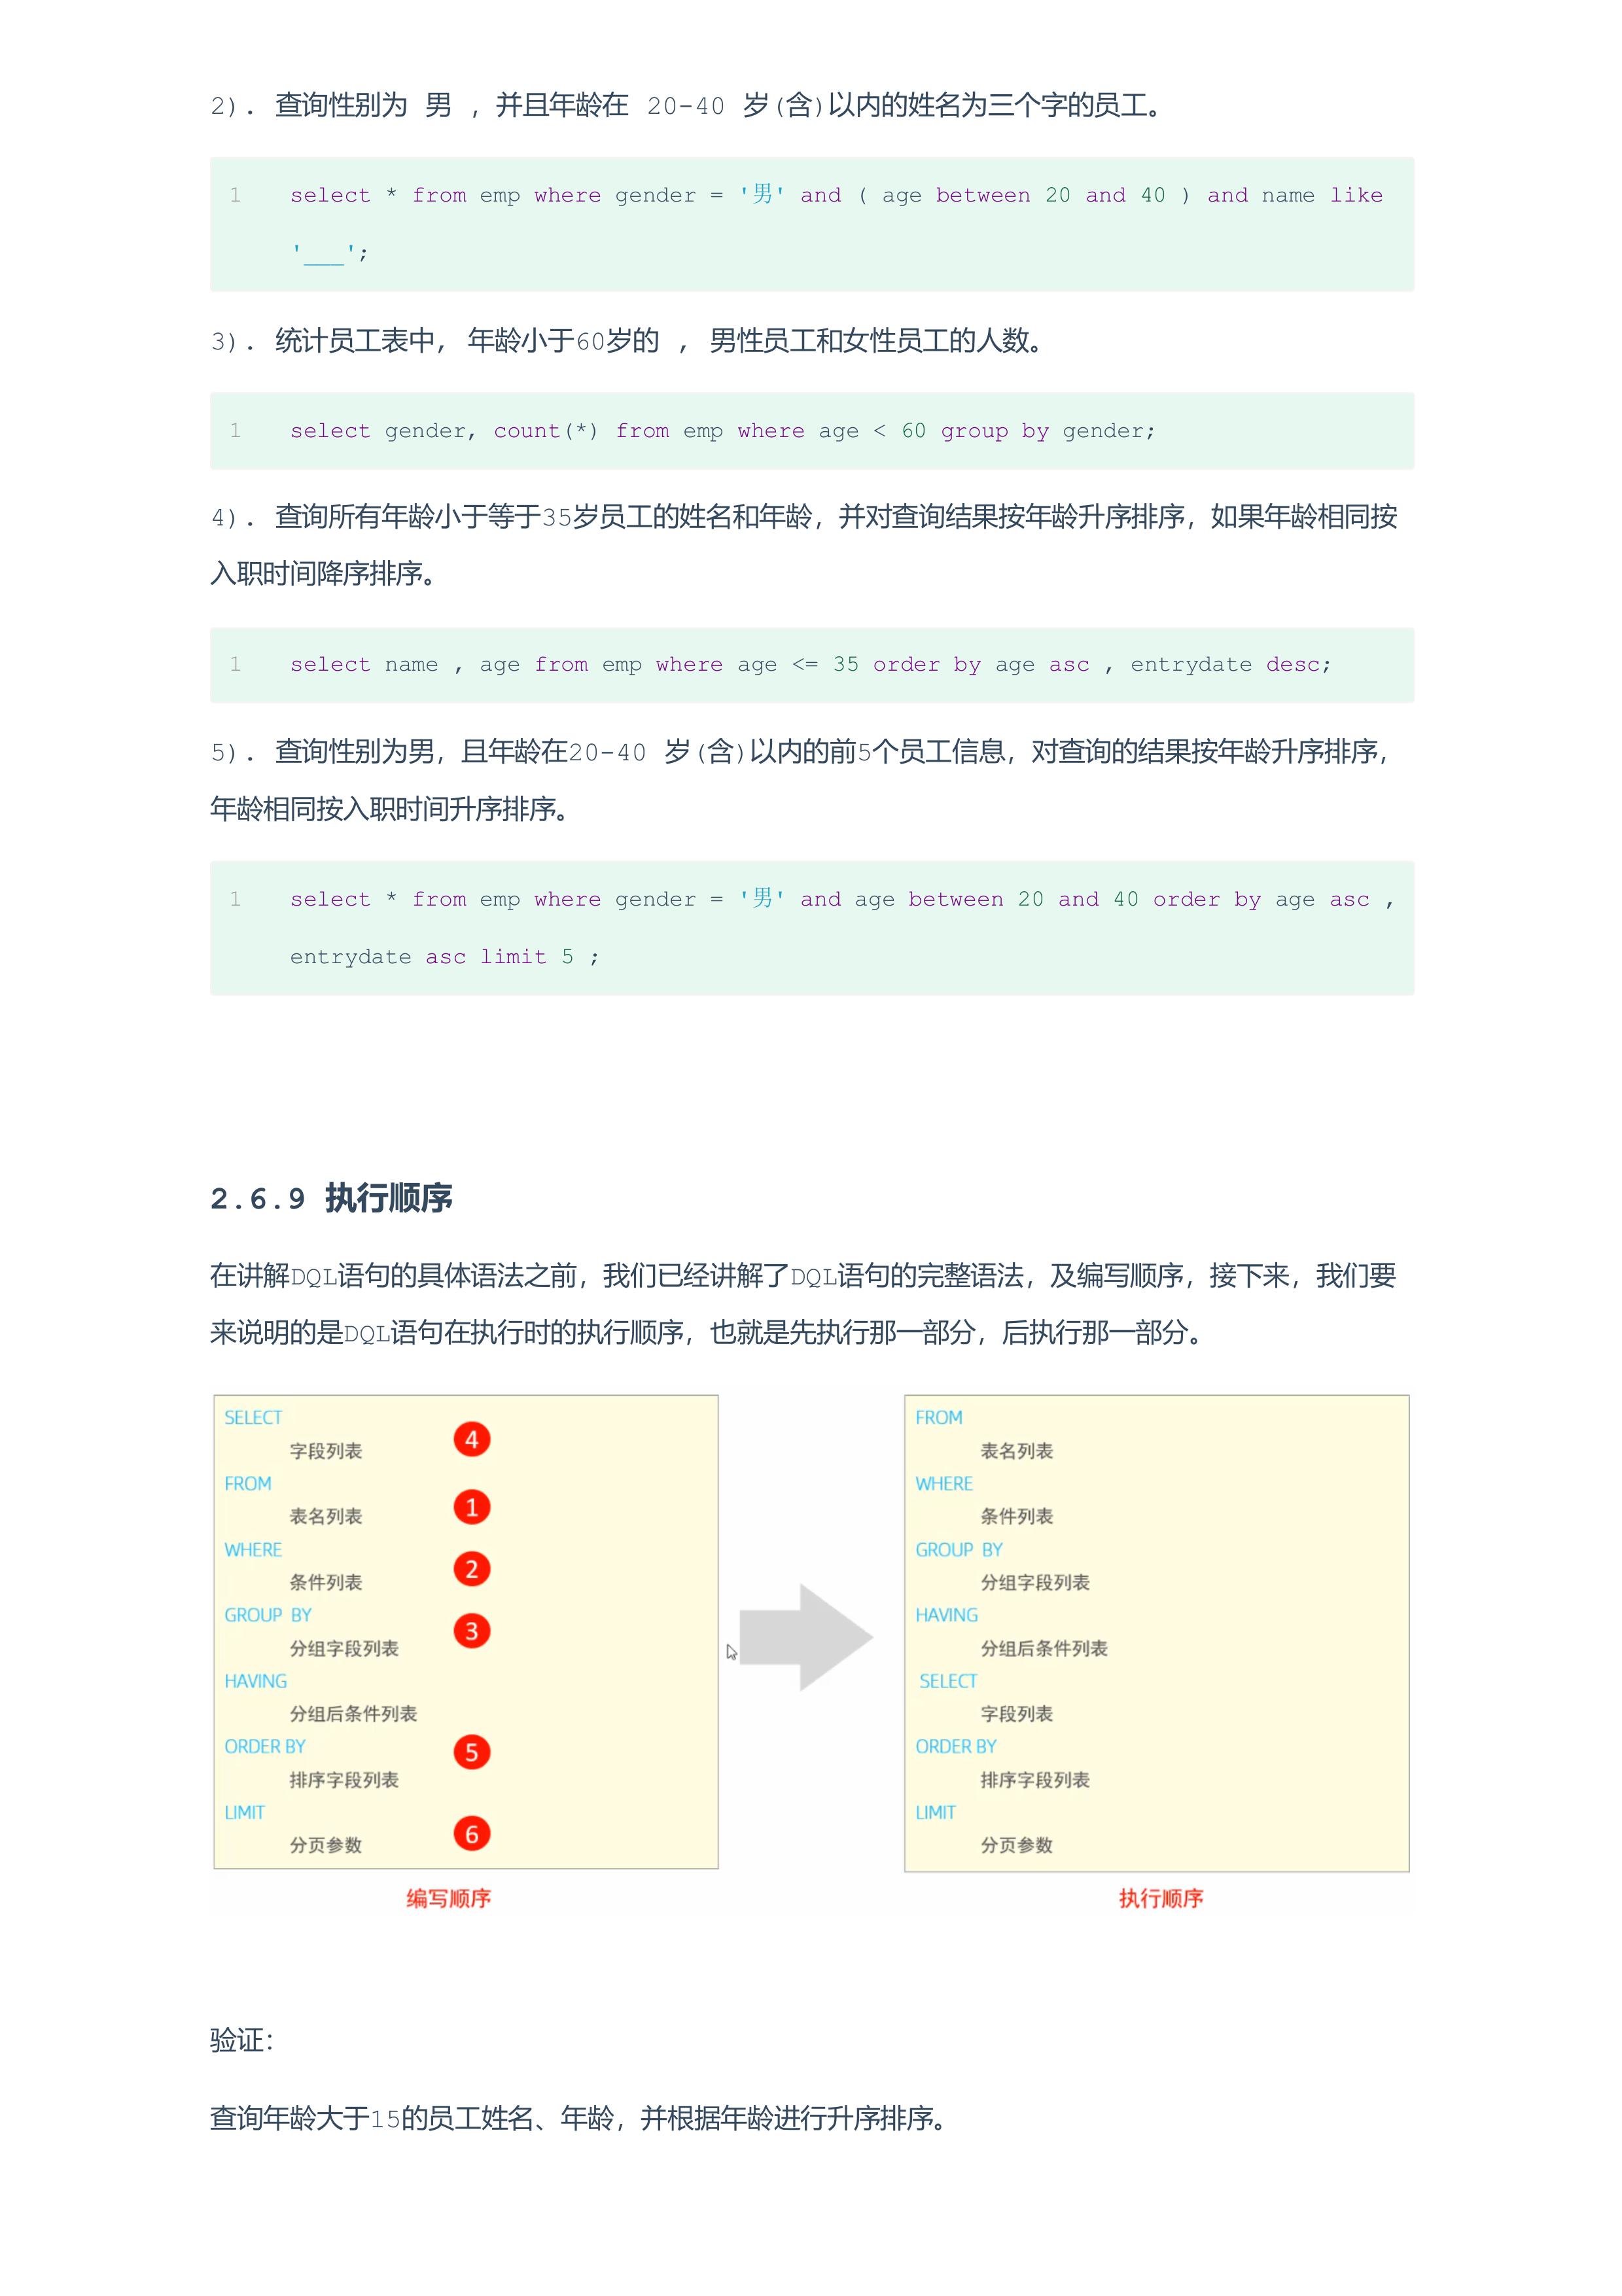 2). 查询性别为 男 ，并且年龄在 20-40 岁(含)以内的姓名为三个字的员工。
1 select * from emp where gender = '男' and ( age between 20 and 40 ) and name like
'___';
3). 统计员工表中, 年龄小于60岁的 , 男性员工和女性员工的人数。
1 select gender, count(*) from emp where age < 60 group by gender;
4). 查询所有年龄小于等于35岁员工的姓名和年龄，并对查询结果按年龄升序排序，如果年龄相同按
入职时间降序排序。
1 select name , age from emp where age <= 35 order by age asc , entrydate desc;
5). 查询性别为男，且年龄在20-40 岁(含)以内的前5个员工信息，对查询的结果按年龄升序排序，
年龄相同按入职时间升序排序。
1 select * from emp where gender = '男' and age between 20 and 40 order by age asc ,
entrydate asc limit 5 ;
2.6.9 执行顺序
在讲解DQL语句的具体语法之前，我们已经讲解了DQL语句的完整语法，及编写顺序，接下来，我们要
来说明的是DQL语句在执行时的执行顺序，也就是先执行那一部分，后执行那一部分。
SELECT
字段列表 4
FROM
表名列表 1
WHERE
条件列表 2
GROUP BY
分组字段列表 3
HAVING
分组后条件列表
ORDER BY
排序字段列表 5
LIMIT
分页参数 6
编写顺序
FROM
表名列表
WHERE
条件列表
GROUP BY
分组字段列表
HAVING
分组后条件列表
SELECT
字段列表
ORDER BY
排序字段列表
LIMIT
分页参数
执行顺序
验证：
查询年龄大于15的员工姓名、年龄，并根据年龄进行升序排序。